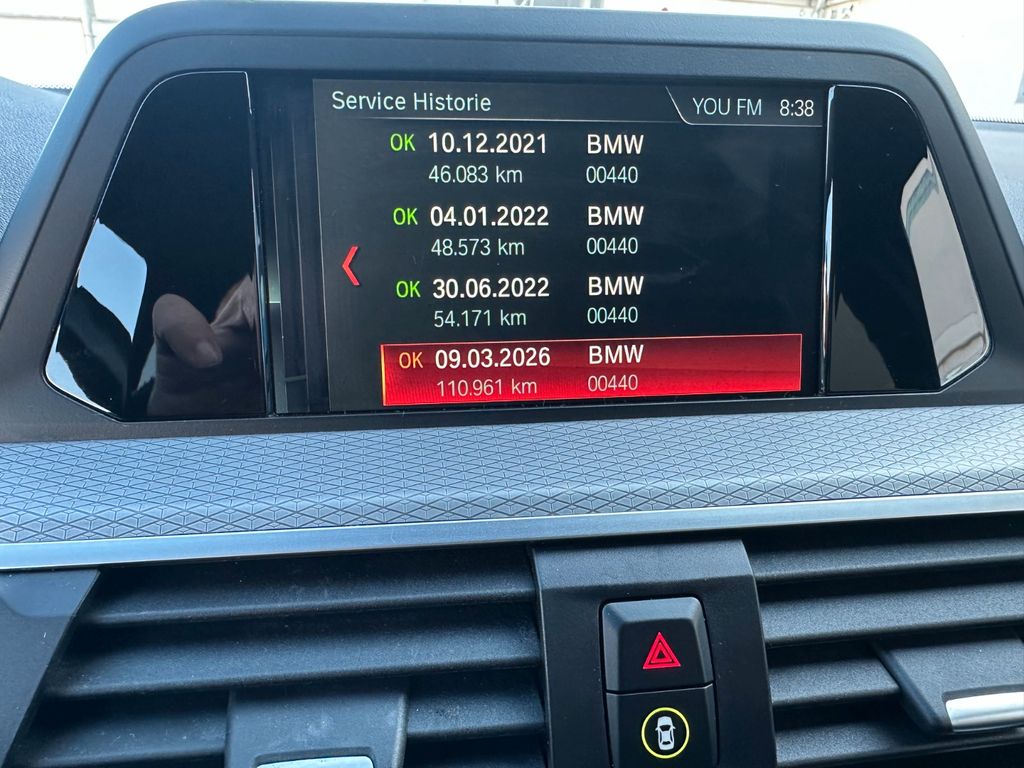 Service Historie YOU FM 8:38
OK 10.12.2021 BMW
46.083 km 00440
OK 04.01.2022 BMW
48.573 km 00440
OK 30.06.2022 BMW
54.171 km 00440
OK 09.03.2026 BMW
110.961 km 00440